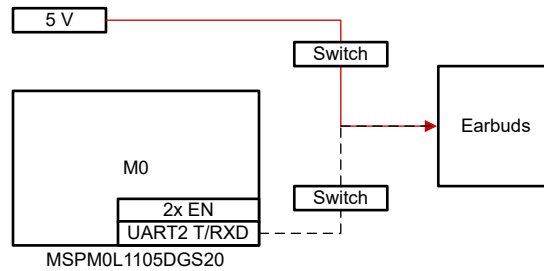 5 V
Switch
Earbuds
M0
Switch
2x EN
UART2 T/RXD
MSPM0L1105DGS20